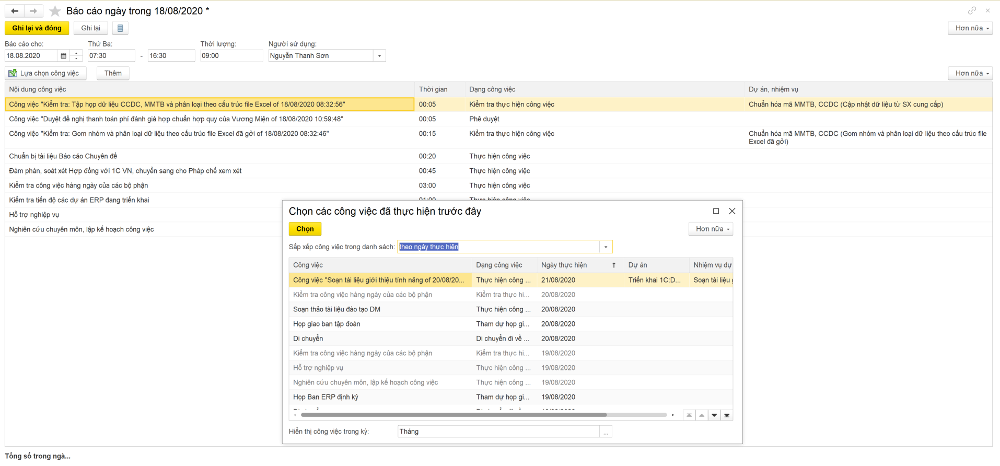 Báo cáo ngày trong 18/08/2020 *
Ghi lại và đóng
Ghi lại
Hơn nữa
Báo cáo cho:
Thứ Ba:
Thời lượng:
Người sử dụng:
18.08.2020
07:30
-
16:30
09:00
Nguyễn Thanh Sơn
Lựa chọn công việc
Thêm
Hơn nữa
Nội dung công việc
Thời gian
Dạng công việc
Dự án, nhiệm vụ
Công việc "Kiểm tra: Tập họp dữ liệu CCDC, MMTB và phân loại theo cấu trúc file Excel of 18/08/2020 08:32:56"
00:05
Kiểm tra thực hiện công việc
Chuẩn hóa mã MMTB, CCDC (Cập nhật dữ liệu từ SX cung cấp)
Công việc "Duyệt đề nghị thanh toán phí đánh giá hợp chuẩn hợp quy của Vương Miện of 18/08/2020 10:59:48"
00:05
Phê duyệt
Công việc "Kiểm tra: Gom nhóm và phân loại dữ liệu theo cấu trúc file Excel đã gởi of 18/08/2020 08:32:46"
00:15
Kiểm tra thực hiện công việc
Chuẩn hóa mã MMTB, CCDC (Gom nhóm và phân loại dữ liệu theo cấu trúc file
Excel đã gởi)
Chuẩn bị tài liệu Báo cáo Chuyên đề
00:20
Thực hiện công việc
Đàm phán, soát xét Hợp đồng với 1C VN, chuyển sang cho Pháp chế xem xét
00:45
Thực hiện công việc
Kiểm tra công việc hàng ngày của các bộ phận
03:00
Thực hiện công việc
Kiểm tra tiến độ các dự án ERP đang triển khai
01:00
Thực hiện công việc
Hỗ trợ nghiệp vụ
Nghiên cứu chuyên môn, lập kế hoạch công việc
Chọn các công việc đã thực hiện trước đây
Chọn
Hơn nữa
Sắp xếp công việc trong danh sách:
theo ngày thực hiện
Công việc
Dạng công việc
Ngày thực hiện
Dự án
Nhiệm vụ dự
Công việc "Soạn tài liệu giới thiệu tính năng of 20/08/20...
Thực hiện công ...
21/08/2020
Triển khai 1C:D...
Soạn tài liệu
Kiểm tra công việc hàng ngày của các bộ phận
Kiểm tra thực hi...
20/08/2020
Soạn thảo tài liệu đào tạo DM
Thực hiện công ...
20/08/2020
Họp giao ban tập đoàn
Tham dự họp gi...
20/08/2020
Di chuyển
Di chuyển đi về ...
20/08/2020
Kiểm tra công việc hàng ngày của các bộ phận
Kiểm tra thực hi...
19/08/2020
Hỗ trợ nghiệp vụ
Thực hiện công ...
19/08/2020
Nghiên cứu chuyên môn, lập kế hoạch công việc
Thực hiện công ...
19/08/2020
Họp Ban ERP định kỳ
Tham dự họp gi...
19/08/2020
Hiển thị công việc trong kỳ:
Tháng
...
Tổng số trong ngà...